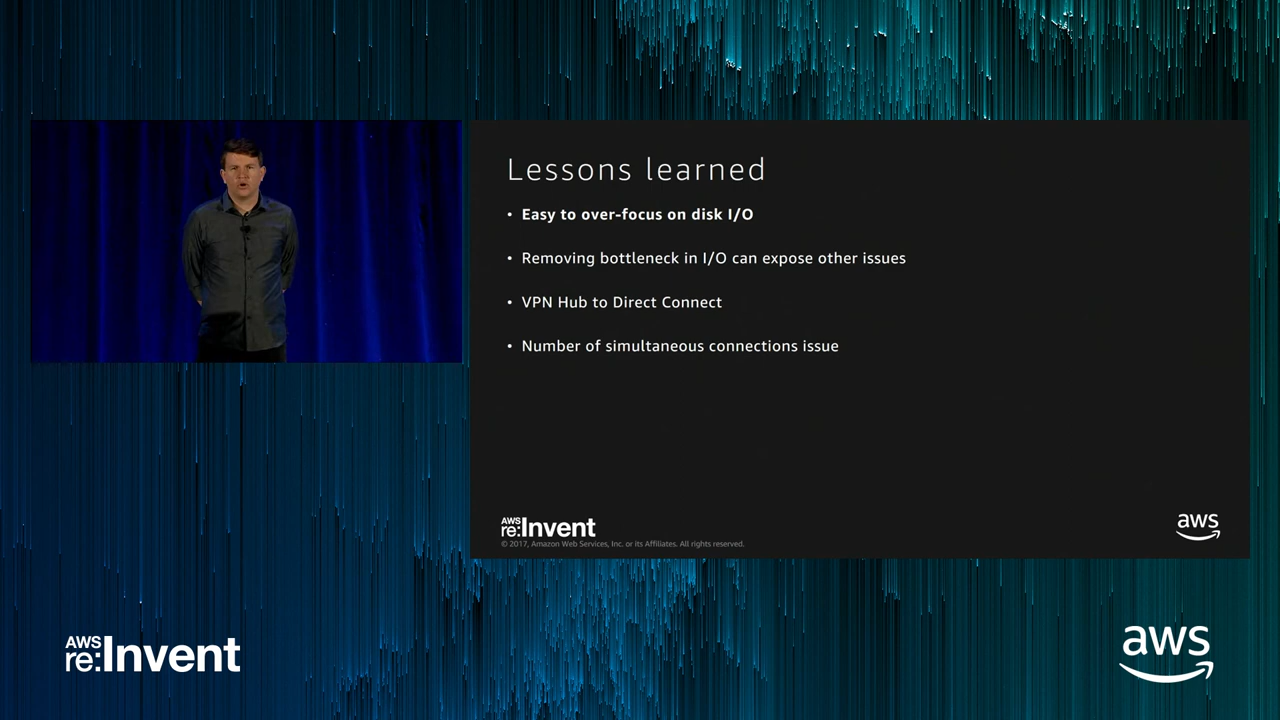 Lessons learned
• Easy to over-focus on disk I/O
• Removing bottleneck in I/O can expose other issues
• VPN Hub to Direct Connect
• Number of simultaneous connections issue
AWS
re:Invent
© 2017, Amazon Web Services, Inc. or its Affiliates. All rights reserved.
aws
AWS
re:Invent
aws